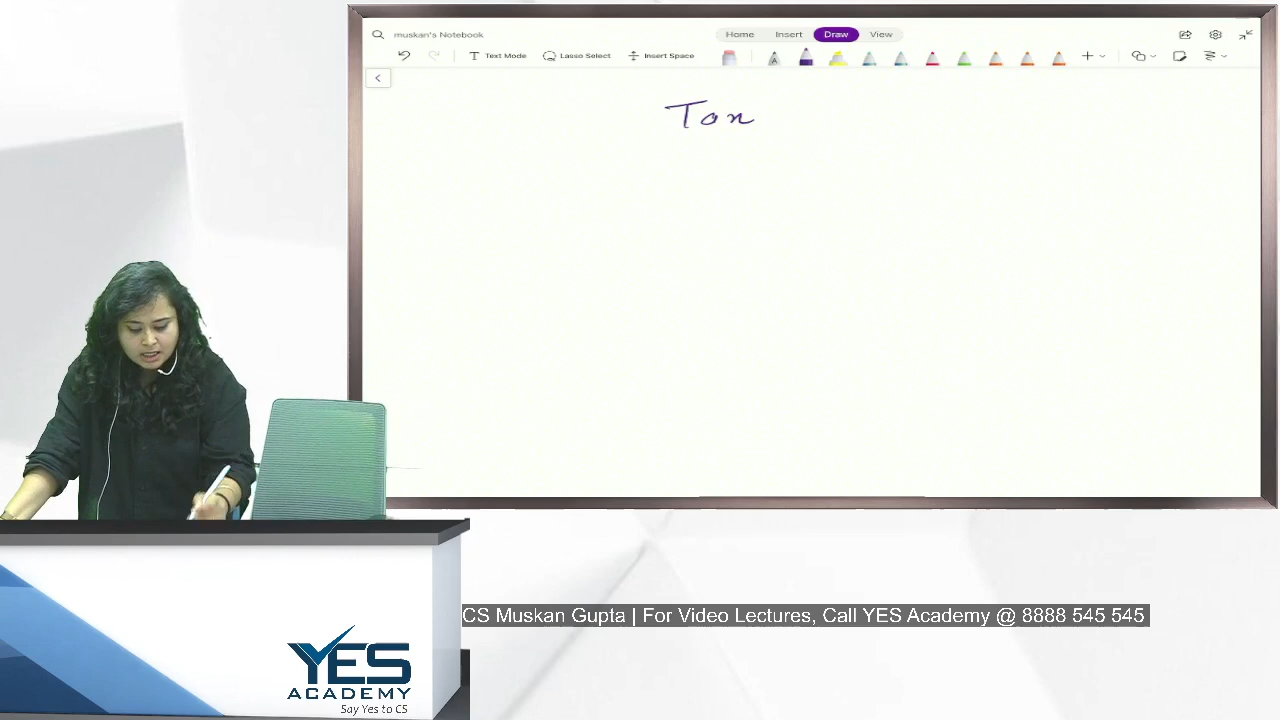 muskan's Notebook
Home Insert Draw View
Text Mode Lasso Select Insert Space
Tax
CS Muskan Gupta | For Video Lectures, Call YES Academy @ 8888 545 545
YES
ACADEMY
Say Yes to CS